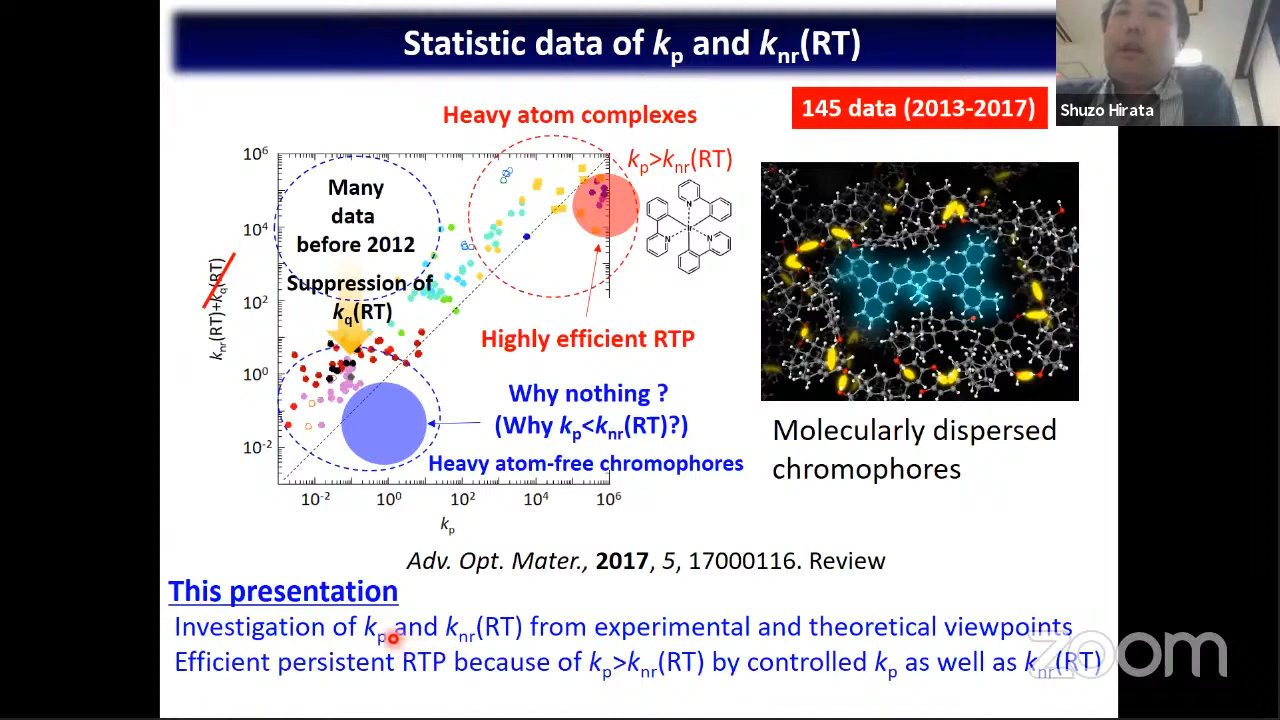 Statistic data of kp and knr(RT)
Shuzo Hirata
145 data (2013-2017)
Heavy atom complexes
kp>knr(RT)
Many
data
before 2012
Suppression of
kq(RT)
Highly efficient RTP
Why nothing ?
(Why kp<knr(RT)?)
Heavy atom-free chromophores
knr(RT)+kq(RT)
10^6
10^4
10^2
10^0
10^-2
10^-2 10^0 10^2 10^4 10^6
kp
N
N
Ir
N
Molecularly dispersed
chromophores
Adv. Opt. Mater., 2017, 5, 17000116. Review
This presentation
Investigation of kp and knr(RT) from experimental and theoretical viewpoints
Efficient persistent RTP because of kp>knr(RT) by controlled kp as well as knr(RT)
zoom